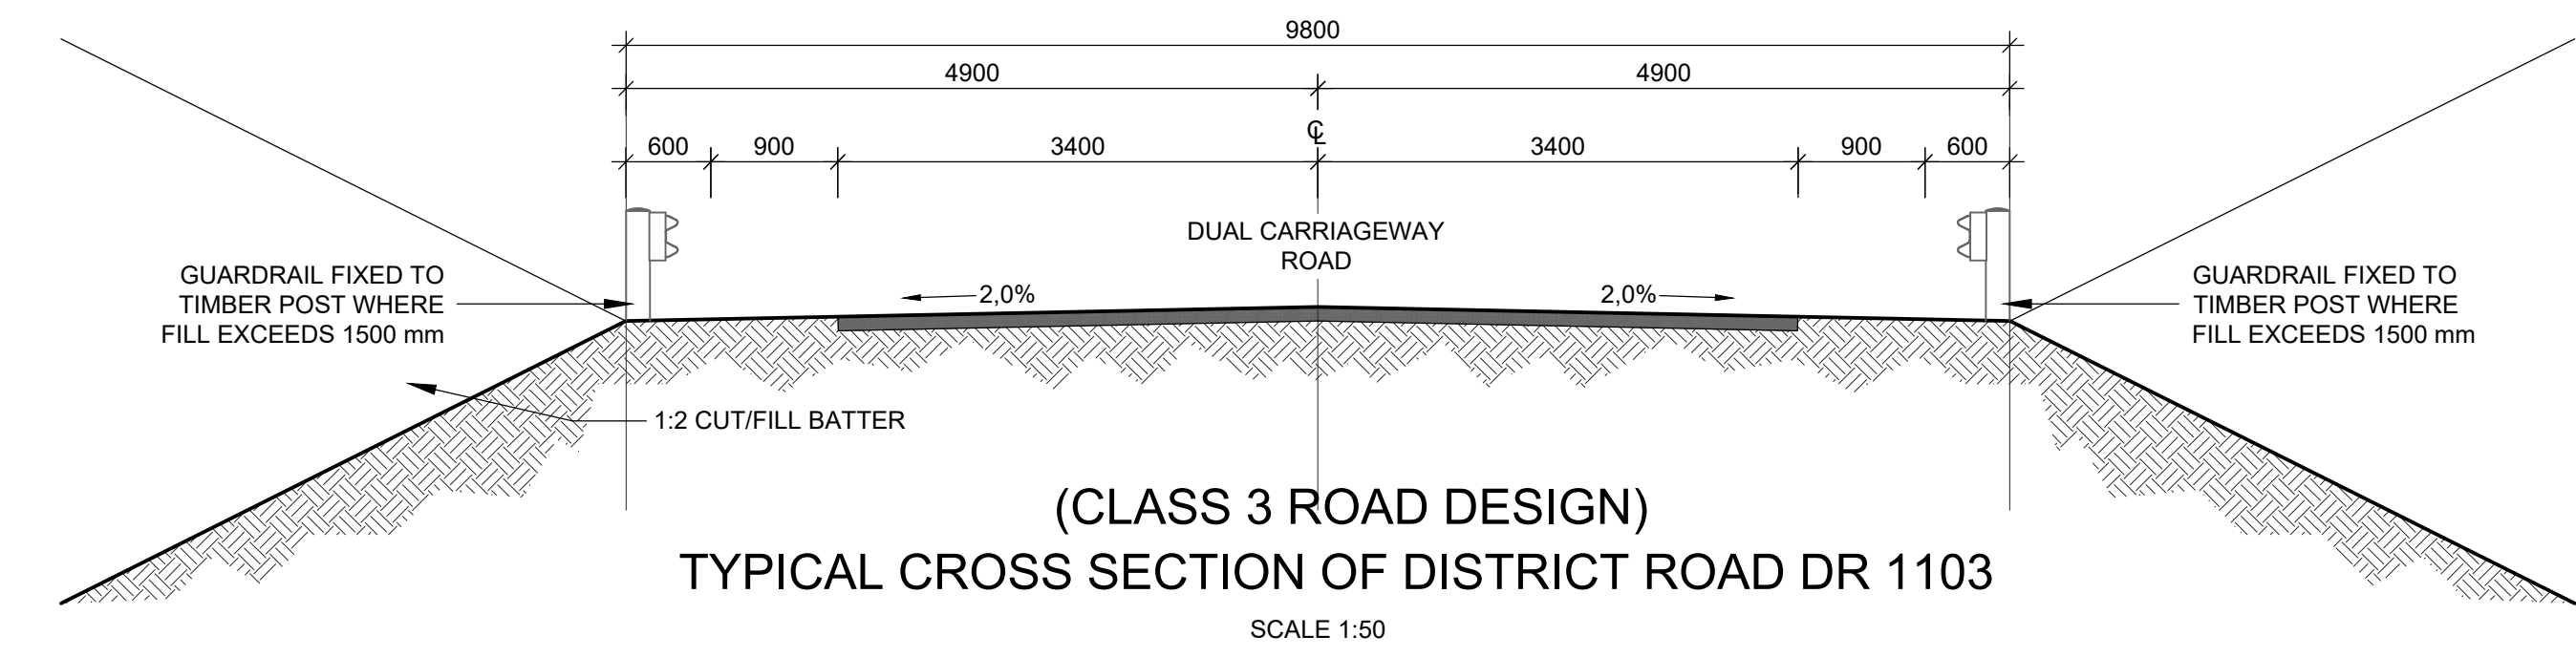 9800
4900 4900
℄
600 900 3400 3400 900 600
DUAL CARRIAGEWAY
ROAD
GUARDRAIL FIXED TO
TIMBER POST WHERE
FILL EXCEEDS 1500 mm
2,0% 2,0%
GUARDRAIL FIXED TO
TIMBER POST WHERE
FILL EXCEEDS 1500 mm
1:2 CUT/FILL BATTER
(CLASS 3 ROAD DESIGN)
TYPICAL CROSS SECTION OF DISTRICT ROAD DR 1103
SCALE 1:50